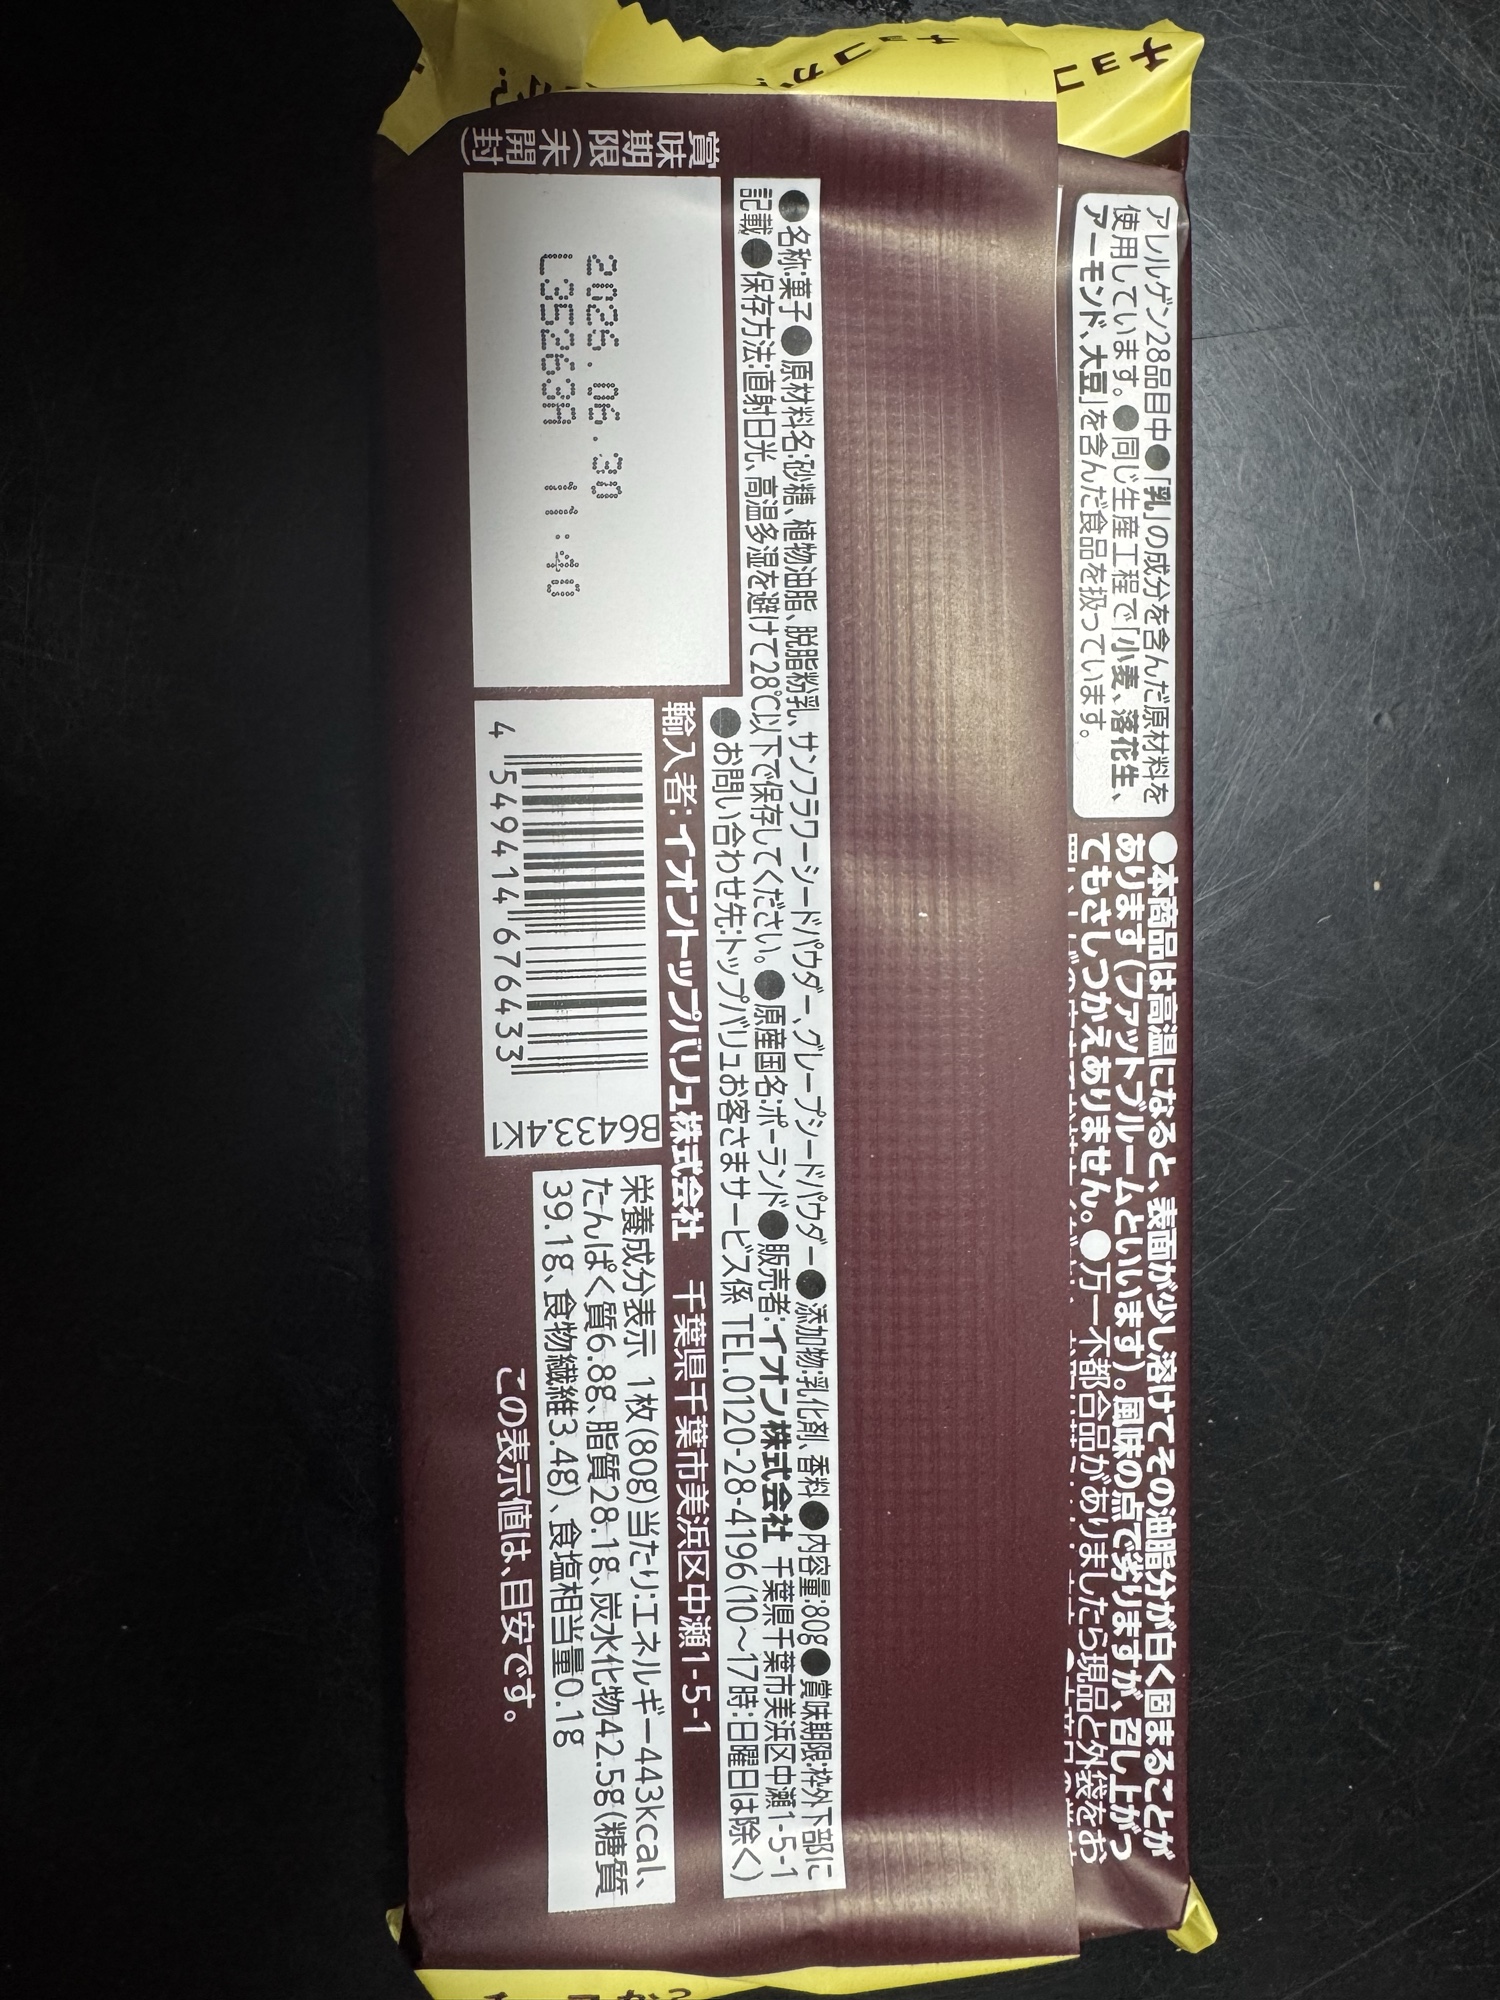 チョコ
チョコか
アレルゲン28品目中●「乳」の成分を含んだ原材料を
使用しています。●同じ生産工程で「小麦、落花生、
アーモンド、大豆」を含んだ食品を扱っています。
●本商品は高温になると、表面が少し溶けてその油脂分が白く固まることが
あります(ファットブルームといいます)。風味の点で劣りますが、召し上がっ
てもさしつかえありません。●万一不都合品がありましたら現品と外袋をお
●名称:菓子●原材料名:砂糖、植物油脂、脱脂粉乳、サンフラワーシードパウダー、グレープシードパウダー●添加物:乳化剤、香料●内容量:80g●賞味期限:枠外下部に
記載●保存方法:直射日光、高温多湿を避けて28℃以下で保存してください。●原産国名:ポーランド●販売者:イオン株式会社 千葉県千葉市美浜区中瀬1-5-1
●お問い合わせ先:トップバリュお客さまサービス係 TEL.0120-28-4196(10〜17時:日曜日は除く)
賞味期限(未開封)
2026.06.30
L35263A 11:40
輸入者:イオントップバリュ株式会社 千葉県千葉市美浜区中瀬1-5-1
4 549414 676433
B6433.4K1
栄養成分表示 1枚(80g)当たり:エネルギー443kcal、
たんぱく質6.8g、脂質28.1g、炭水化物42.5g(糖質
39.1g、食物繊維3.4g)、食塩相当量0.1g
この表示値は、目安です。